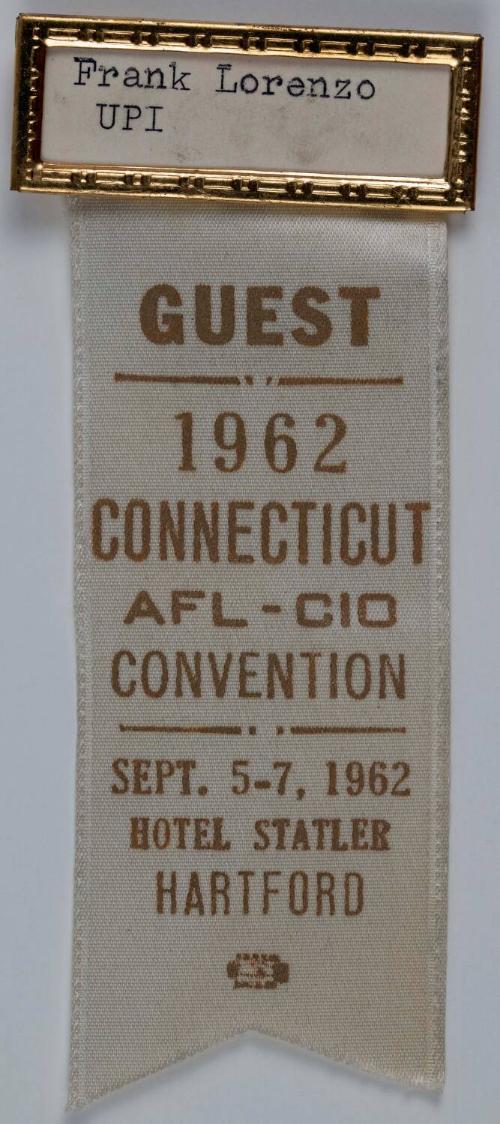 Frank Lorenzo
UPI
GUEST
1962
CONNECTICUT
AFL-CIO
CONVENTION
SEPT. 5-7, 1962
HOTEL STATLER
HARTFORD